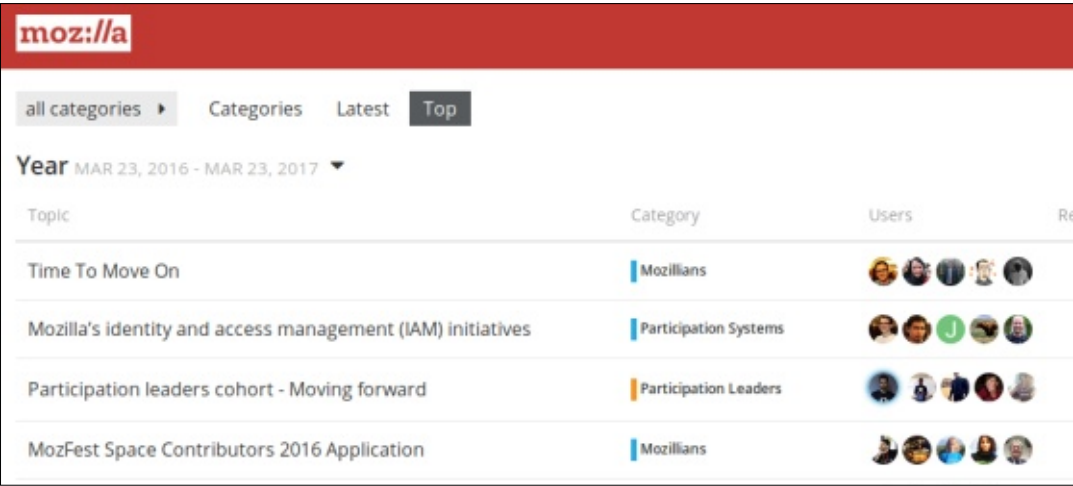 moz://a
all categories Categories Latest Top
Year MAR 23, 2016 - MAR 23, 2017
Topic Category Users Re
Time To Move On Mozillians
Mozilla's identity and access management (IAM) initiatives Participation Systems J
Participation leaders cohort - Moving forward Participation Leaders
MozFest Space Contributors 2016 Application Mozillians